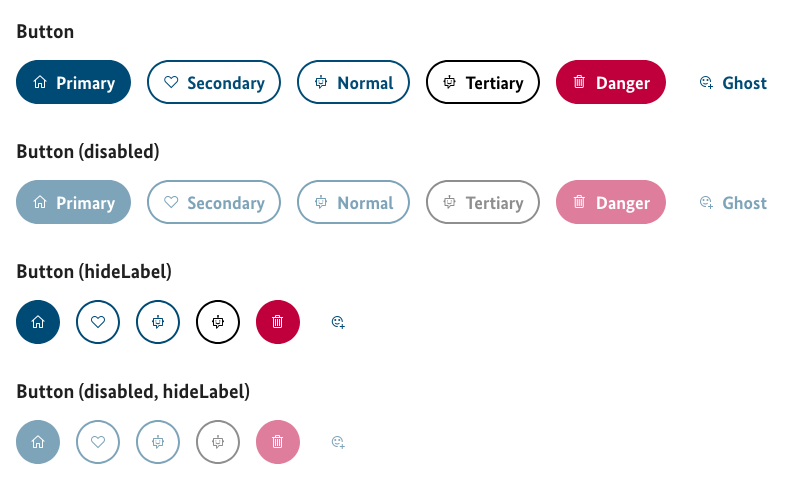 Button
Primary Secondary Normal Tertiary Danger Ghost
Button (disabled)
Primary Secondary Normal Tertiary Danger Ghost
Button (hideLabel)
Button (disabled, hideLabel)